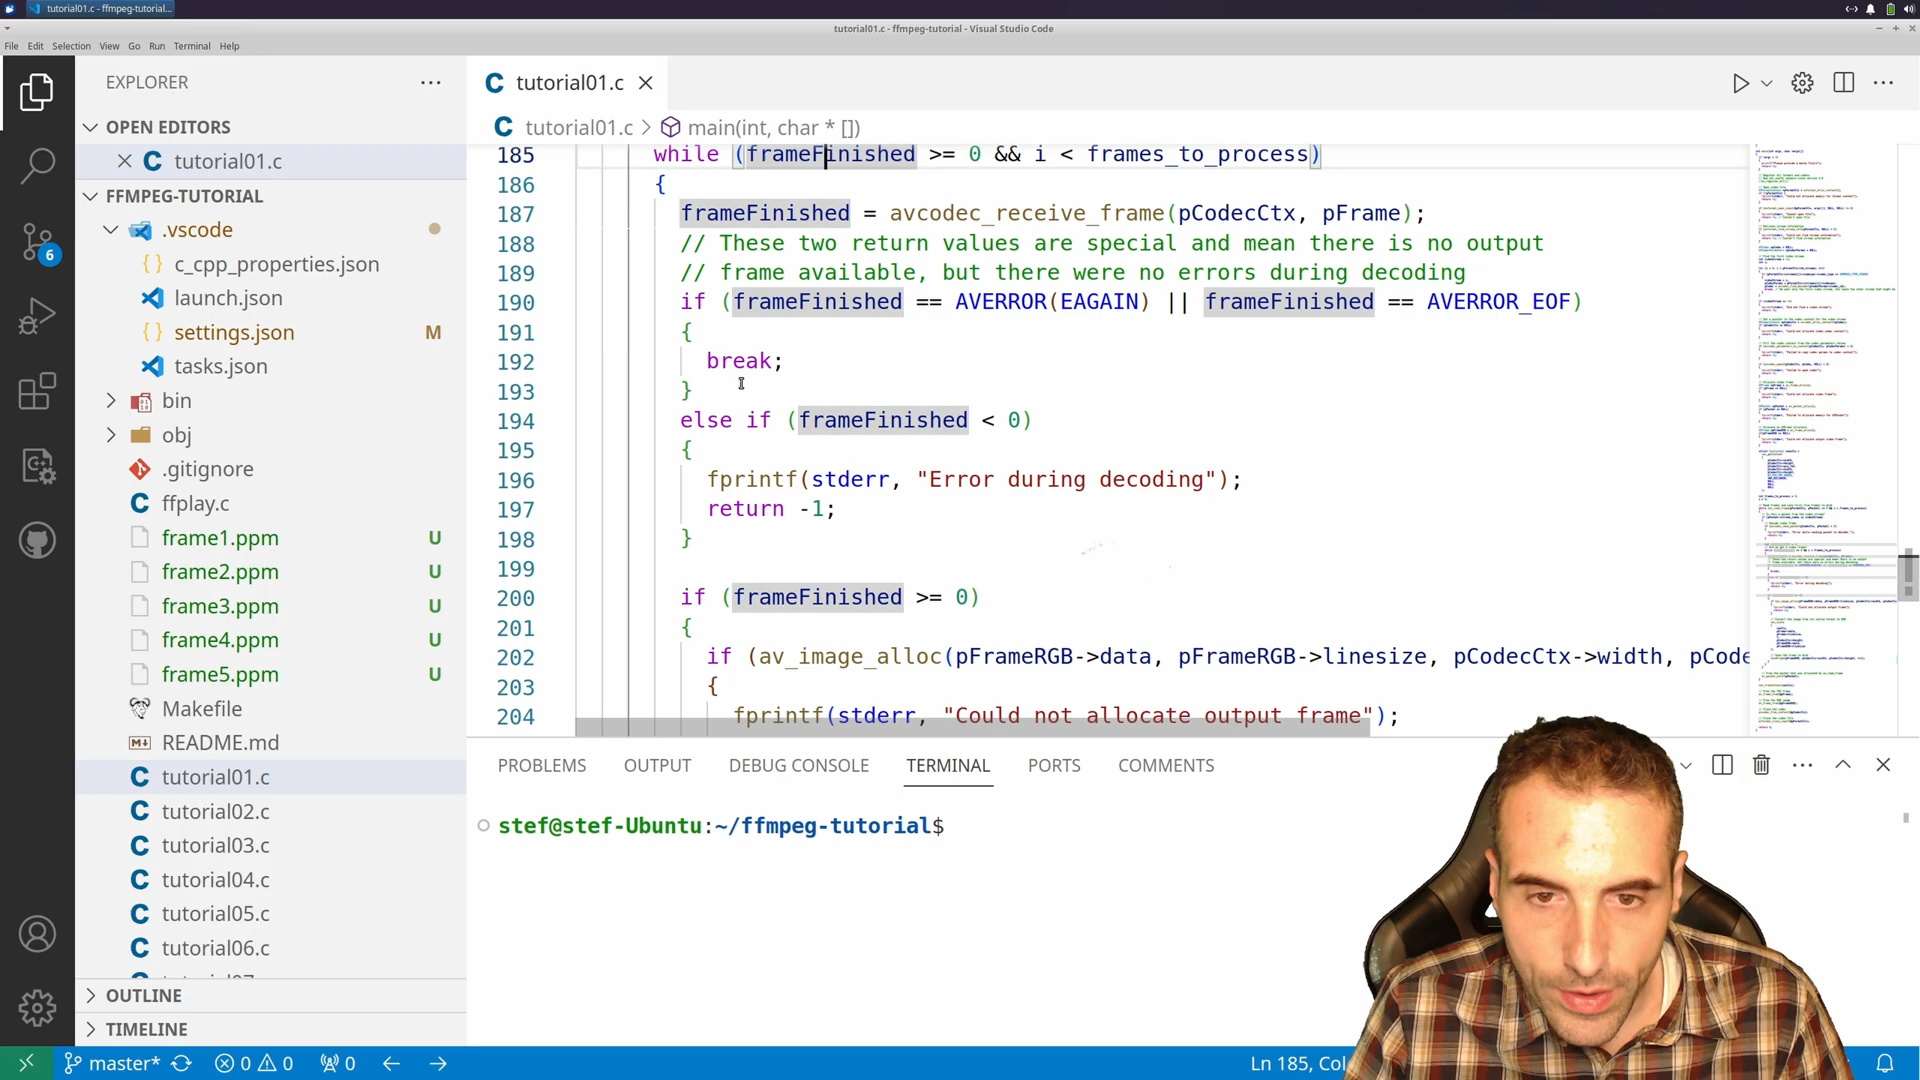 tutorial01.c - ffmpeg-tutorial...
tutorial01.c - ffmpeg-tutorial - Visual Studio Code
File Edit Selection View Go Run Terminal Help
EXPLORER
OPEN EDITORS
tutorial01.c
FFMPEG-TUTORIAL
.vscode
c_cpp_properties.json
launch.json
settings.json M
tasks.json
bin
obj
.gitignore
ffplay.c
frame1.ppm U
frame2.ppm U
frame3.ppm U
frame4.ppm U
frame5.ppm U
Makefile
README.md
tutorial01.c
tutorial02.c
tutorial03.c
tutorial04.c
tutorial05.c
tutorial06.c
OUTLINE
TIMELINE
6
tutorial01.c
tutorial01.c > main(int, char * [])
185 while (frameFinished >= 0 && i < frames_to_process)
186 {
187 frameFinished = avcodec_receive_frame(pCodecCtx, pFrame);
188 // These two return values are special and mean there is no output
189 // frame available, but there were no errors during decoding
190 if (frameFinished == AVERROR(EAGAIN) || frameFinished == AVERROR_EOF)
191 {
192 break;
193 }
194 else if (frameFinished < 0)
195 {
196 fprintf(stderr, "Error during decoding");
197 return -1;
198 }
199
200 if (frameFinished >= 0)
201 {
202 if (av_image_alloc(pFrameRGB->data, pFrameRGB->linesize, pCodecCtx->width, pCode
203 {
204 fprintf(stderr, "Could not allocate output frame");
PROBLEMS OUTPUT DEBUG CONSOLE TERMINAL PORTS COMMENTS
stef@stef-Ubuntu:~/ffmpeg-tutorial$
master* 0 0 0 Ln 185, Col